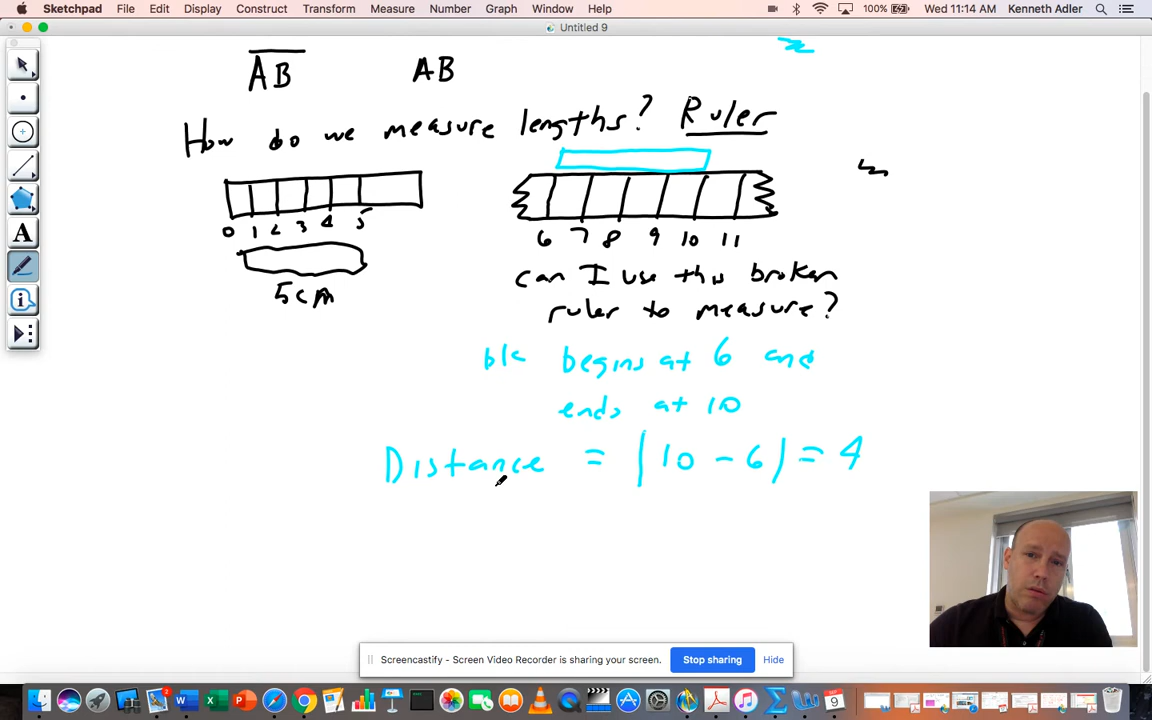 Sketchpad File Edit Display Construct Transform Measure Number Graph Window Help 100% Wed 11:14 AM Kenneth Adler
Untitled 9
AB AB
How do we measure lengths? Ruler
0 1 2 3 4 5
6 7 8 9 10 11
5cm
can I use this broken
ruler to measure?
b/c begins at 6 and
ends at 10
Distance = |10 - 6| = 4
A
Screencastify - Screen Video Recorder is sharing your screen. Stop sharing Hide